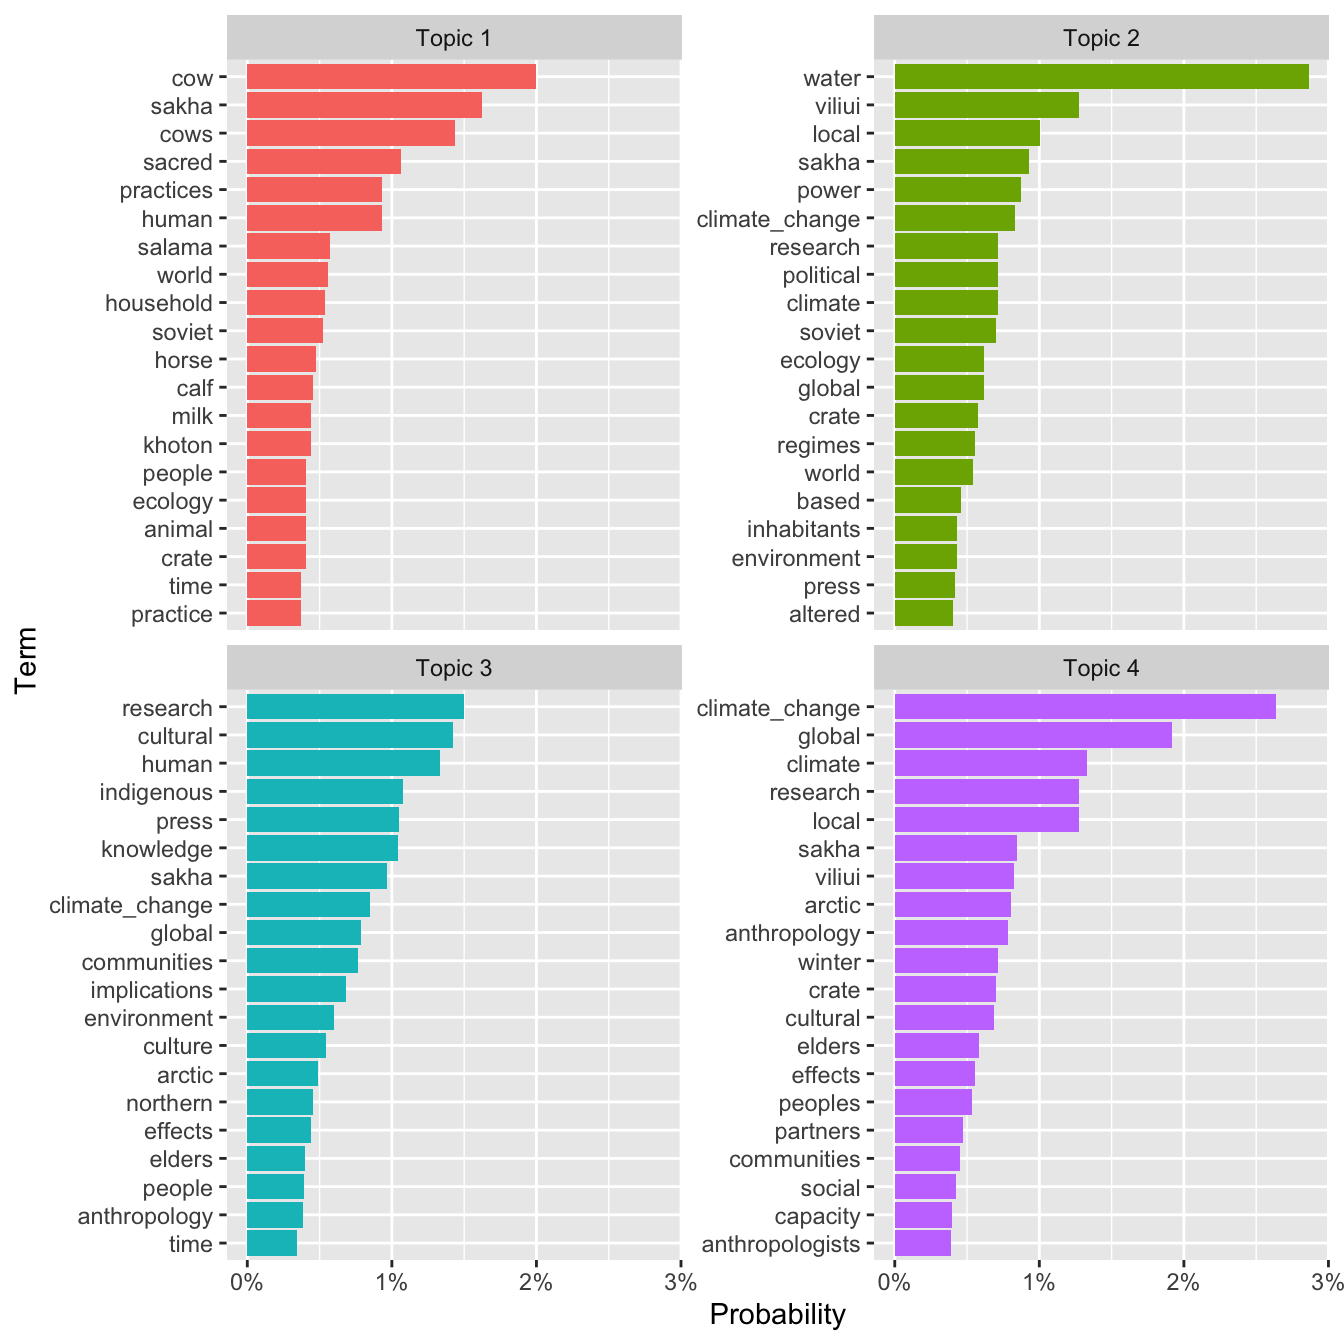 Topic 1
cow
sakha
cows
sacred
practices
human
salama
world
household
soviet
horse
calf
milk
khoton
people
ecology
animal
crate
time
practice
Topic 2
water
viliui
local
sakha
power
climate_change
research
political
climate
soviet
ecology
global
crate
regimes
world
based
inhabitants
environment
press
altered
Term
Topic 3
research
cultural
human
indigenous
press
knowledge
sakha
climate_change
global
communities
implications
environment
culture
arctic
northern
effects
elders
people
anthropology
time
0% 1% 2% 3%
Topic 4
climate_change
global
climate
research
local
sakha
viliui
arctic
anthropology
winter
crate
cultural
elders
effects
peoples
partners
communities
social
capacity
anthropologists
0% 1% 2% 3%
Probability